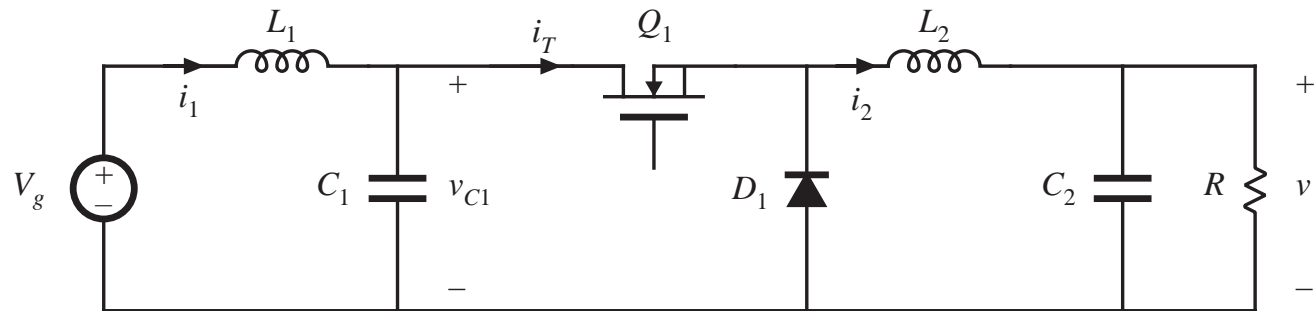 L1
iT
Q1
L2
i1
+
i2
+
Vg
+
−
C1
vC1
D1
C2
R
v
−
−